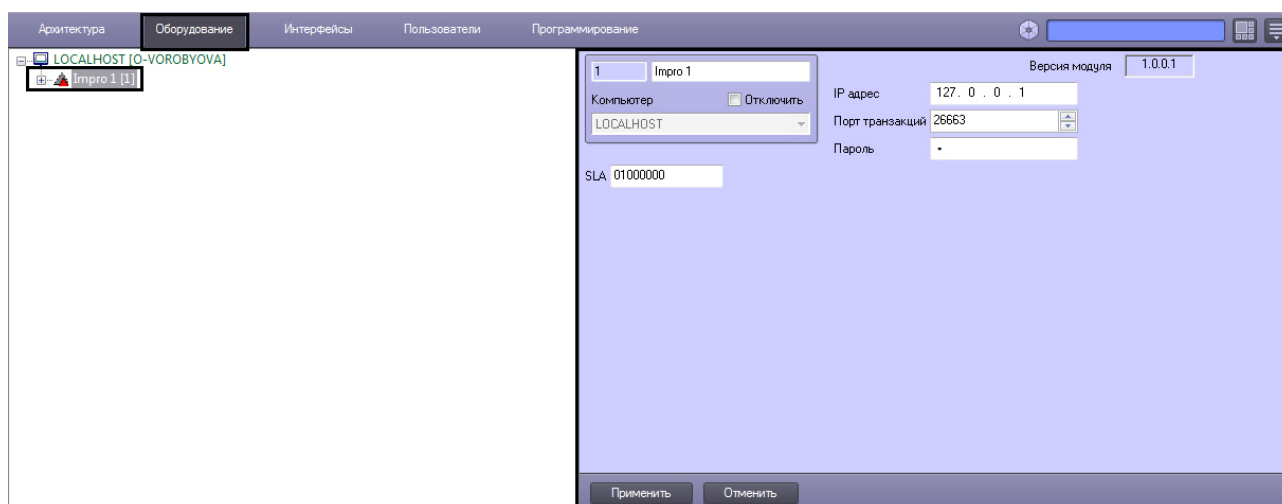 Архитектура Оборудование Интерфейсы Пользователи Программирование
LOCALHOST [O-VOROBYOVA]
Impro 1 [1]
1 Impro 1
Компьютер Отключить
LOCALHOST
SLA 01000000
Версия модуля 1.0.0.1
IP адрес 127. 0 . 0 . 1
Порт транзакций 26663
Пароль •
Применить Отменить